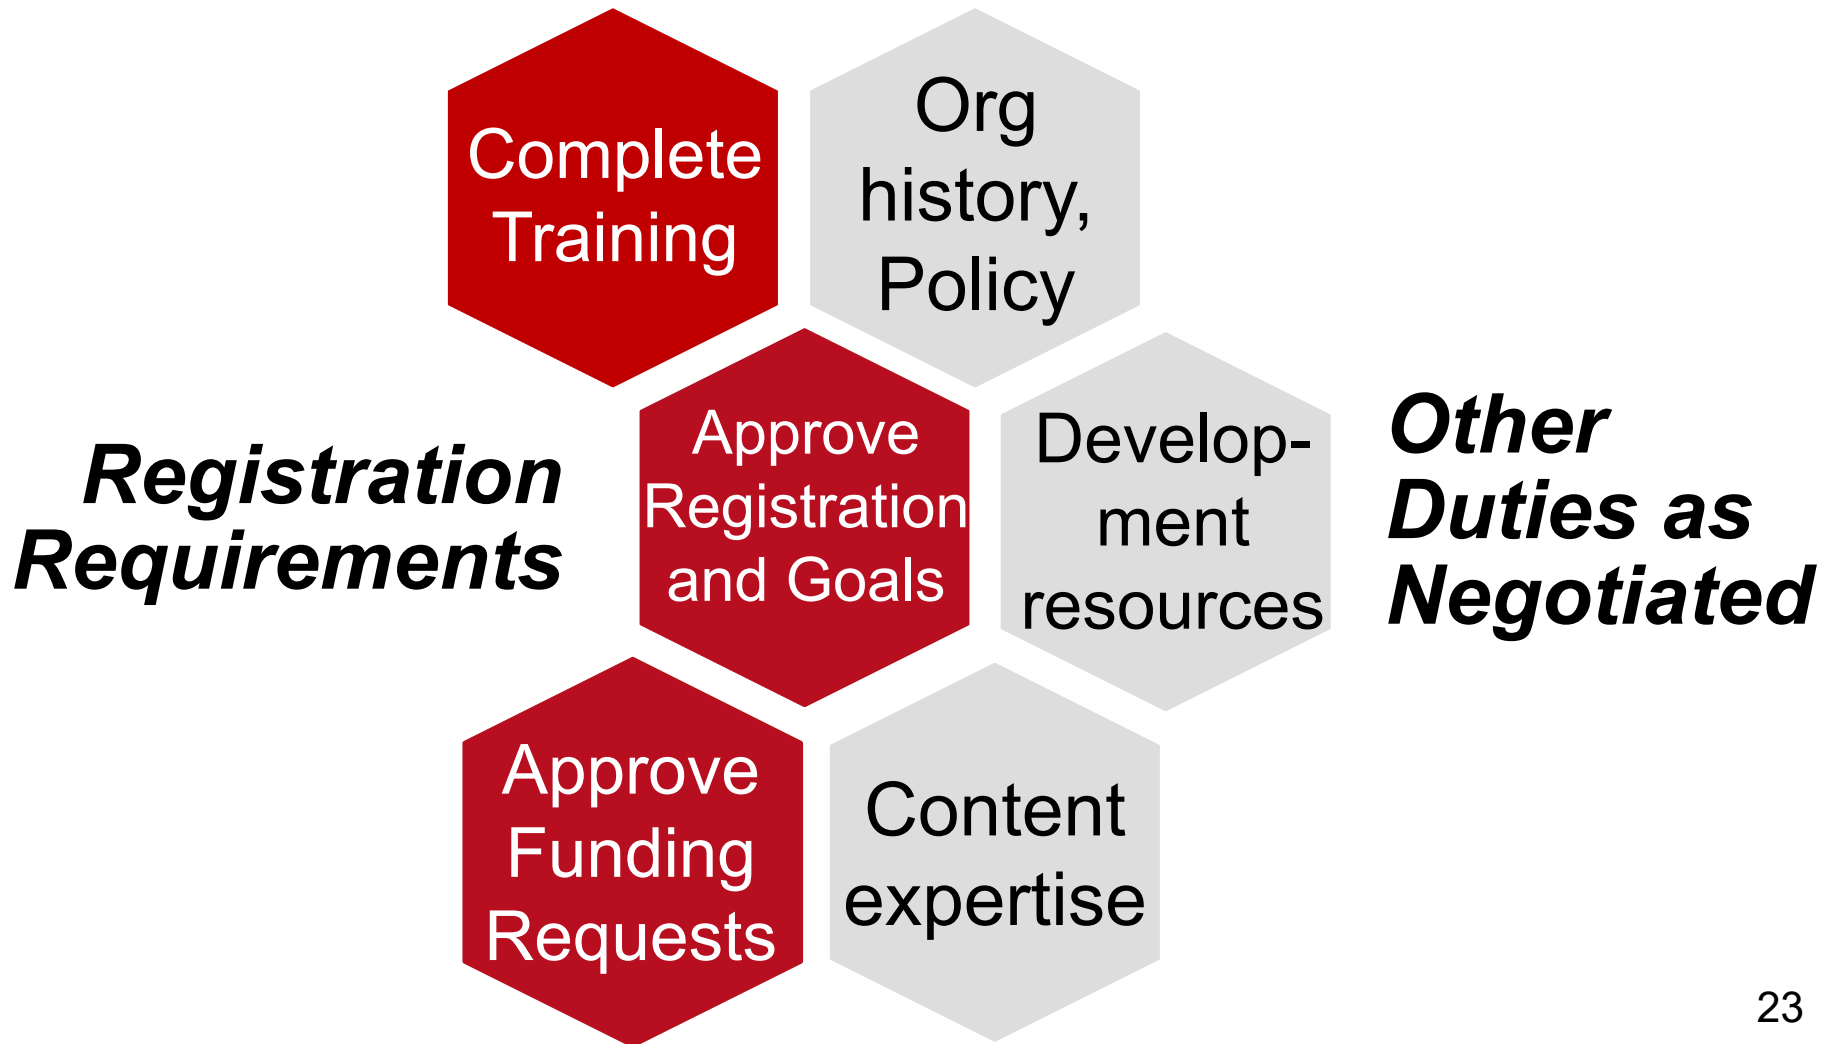 Complete
Training
Org
history,
Policy
Registration
Requirements
Approve
Registration
and Goals
Develop-
ment
resources
Other
Duties as
Negotiated
Approve
Funding
Requests
Content
expertise
23